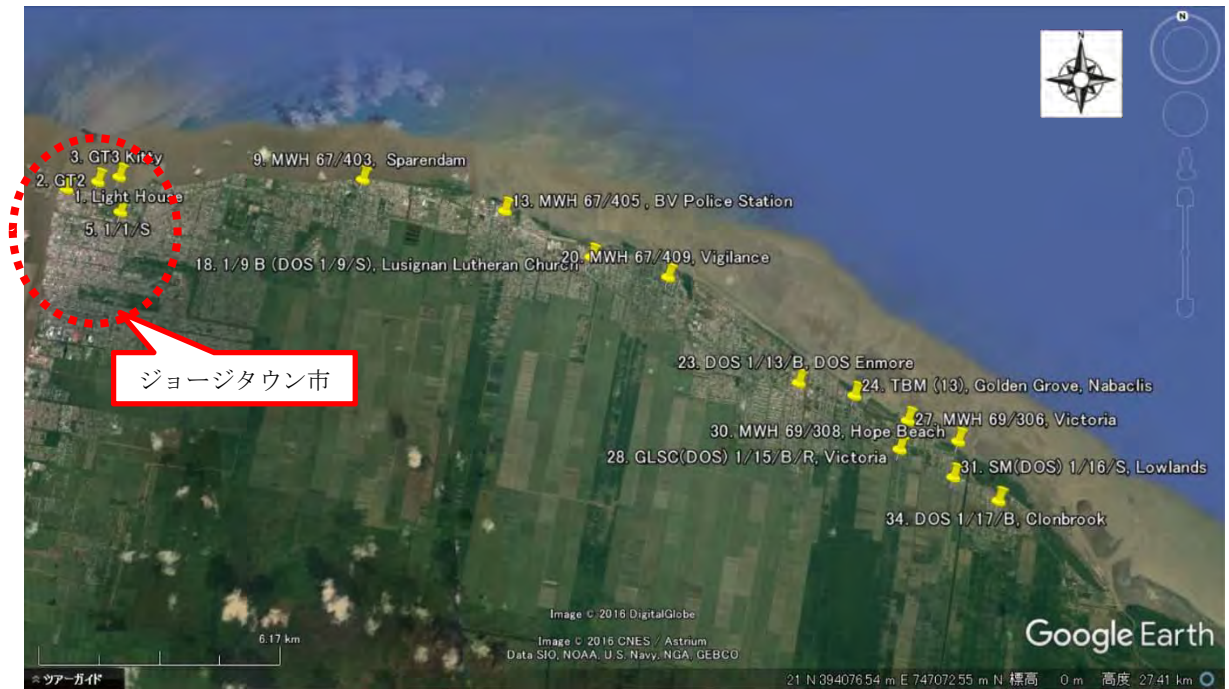 N
N
3. GT3 Kitty
9. MWH 67/403, Sparendam
2. GT2
1. Light House
13. MWH 67/405 , BV Police Station
5. 1/1/S
20. MWH 67/409, Vigilance
18. 1/9 B (DOS 1/9/S), Lusignan Lutheran Church
ジョージタウン市
23. DOS 1/13/B, DOS Enmore
24. TBM (13), Golden Grove, Nabaclis
27. MWH 69/306, Victoria
30. MWH 69/308, Hope Beach
28. GLSC(DOS) 1/15/B/R, Victoria
31. SM(DOS) 1/16/S, Lowlands
34. DOS 1/17/B, Clonbrook
Image © 2016 DigitalGlobe
6.17 km
Image © 2016 CNES / Astrium
Data SIO, NOAA, U.S. Navy, NGA, GEBCO
Google Earth
ツアーガイド
21 N 394076.54 m E 747072.55 m N 標高 0 m 高度 27.41 km